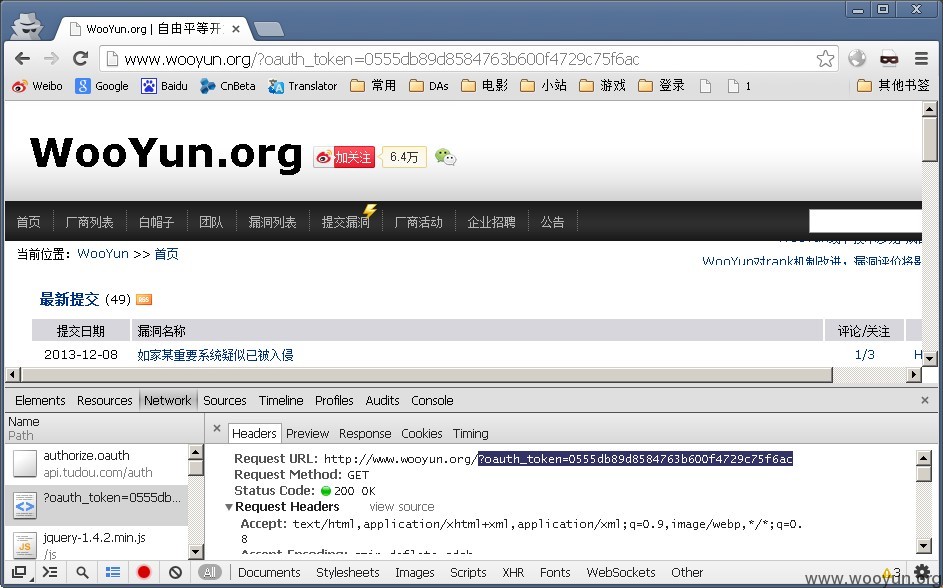 WooYun.org | 自由平等开
www.wooyun.org/?oauth_token=0555db89d8584763b600f4729c75f6ac
Weibo Google Baidu CnBeta Translator 常用 DAs 电影 小站 游戏 登录 1 其他书签
WooYun.org 加关注 6.4万
首页 厂商列表 白帽子 团队 漏洞列表 提交漏洞 厂商活动 企业招聘 公告
当前位置: WooYun >> 首页
WooYun对rank机制改进，漏洞评价将影
最新提交 (49)
提交日期 漏洞名称 评论/关注
2013-12-08 如家某重要系统疑似已被入侵 1/3 H
Elements Resources Network Sources Timeline Profiles Audits Console
Name
Path
× Headers Preview Response Cookies Timing
authorize.oauth
api.tudou.com/auth
?oauth_token=0555db...
jquery-1.4.2.min.js
/js
Request URL: http://www.wooyun.org/?oauth_token=0555db89d8584763b600f4729c75f6ac
Request Method: GET
Status Code: 200 OK
Request Headers view source
Accept: text/html,application/xhtml+xml,application/xml;q=0.9,image/webp,*/*;q=0.
8
Accept-Encoding: gzip,deflate,sdch
All Documents Stylesheets Images Scripts XHR Fonts WebSockets Other 3
www.wooyun.org